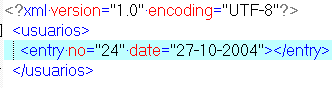 <?xml version="1.0" encoding="UTF-8"?>
<usuarios>
<entry no="24" date="27-10-2004"></entry>
</usuarios>